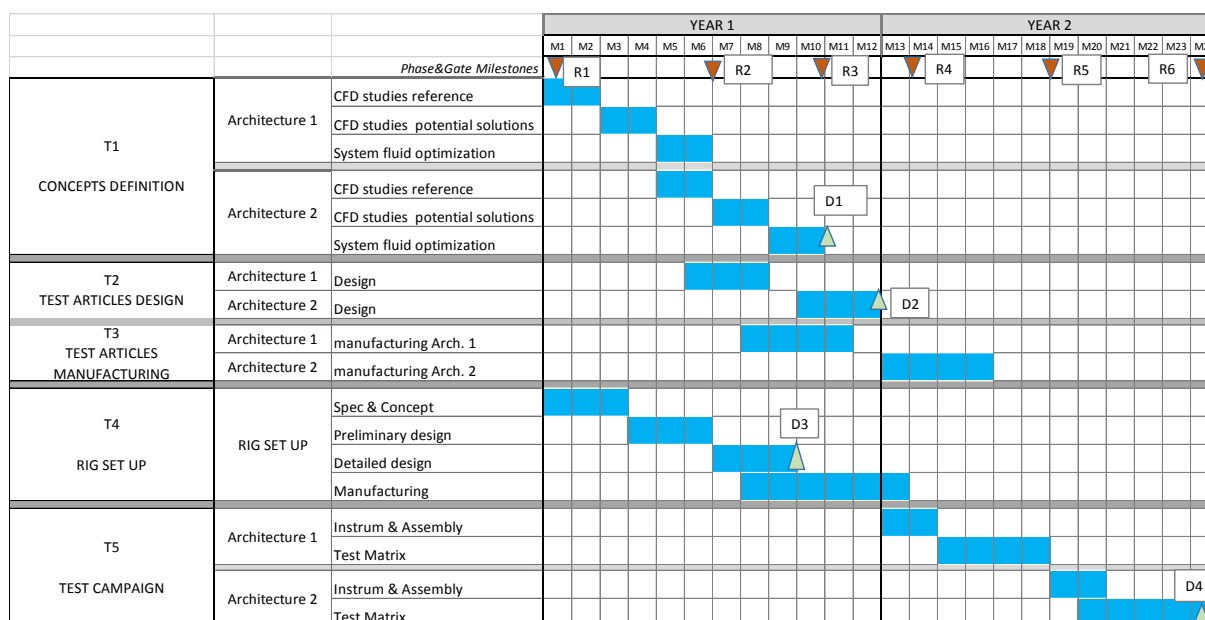 YEAR 1 YEAR 2
M1 M2 M3 M4 M5 M6 M7 M8 M9 M10 M11 M12 M13 M14 M15 M16 M17 M18 M19 M20 M21 M22 M23
Phase&Gate Milestones R1 R2 R3 R4 R5 R6
T1
CONCEPTS DEFINITION
Architecture 1
CFD studies reference
CFD studies potential solutions
System fluid optimization
Architecture 2
CFD studies reference
CFD studies potential solutions
System fluid optimization
D1
T2
TEST ARTICLES DESIGN
Architecture 1 Design
Architecture 2 Design
D2
T3
TEST ARTICLES
MANUFACTURING
Architecture 1 manufacturing Arch. 1
Architecture 2 manufacturing Arch. 2
T4
RIG SET UP
RIG SET UP
Spec & Concept
Preliminary design
Detailed design
Manufacturing
D3
T5
TEST CAMPAIGN
Architecture 1
Instrum & Assembly
Test Matrix
Architecture 2
Instrum & Assembly
Test Matrix
D4